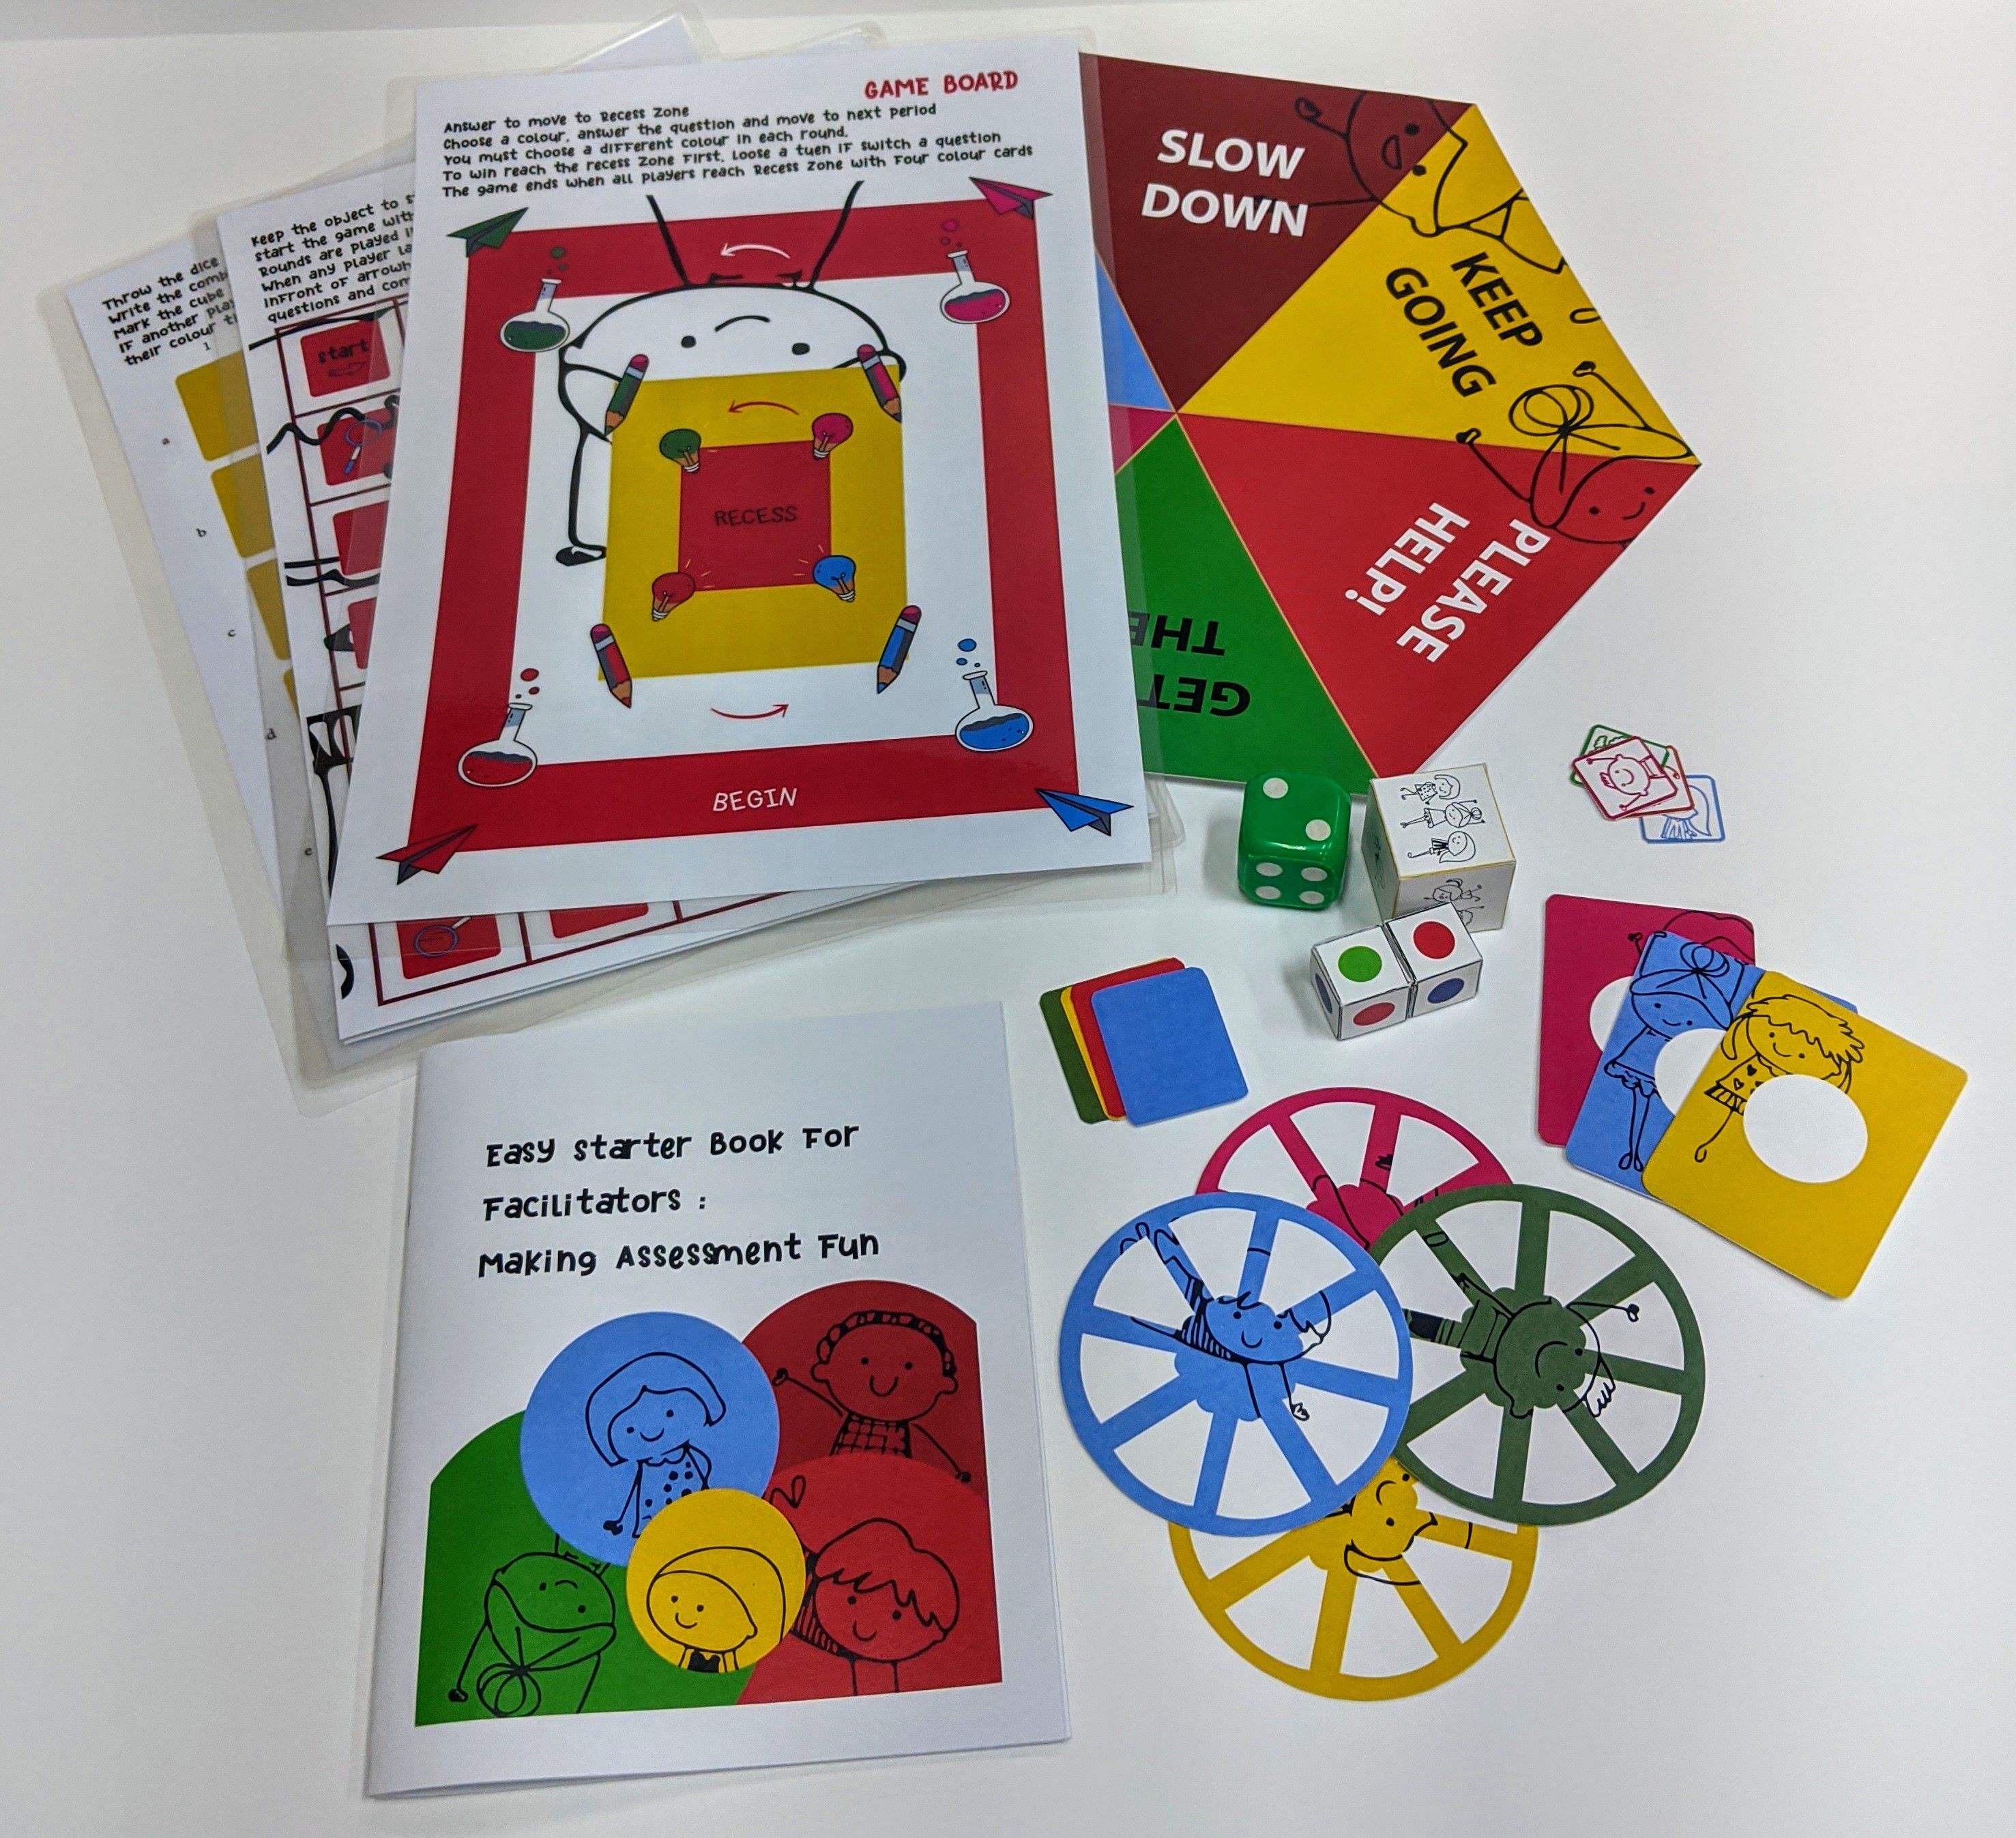 GAME BOARD
Answer to move to Recess Zone
Choose a colour, answer the question and move to next period
You must choose a different colour in each round.
To win reach the recess Zone First, Loose a tuen if switch a question
The game ends when all players reach Recess Zone with Four colour cards
RECESS
BEGIN
Keep the object to
start the game
Rounds are played
When any player
infront of
questions and
start
Throw the dice
Write the
Mark the cube
If another
their colour
1
a
b
c
d
e
SLOW
DOWN
KEEP
GOING
PLEASE
HELP!
GET
THE
Easy Starter Book For
Facilitators :
Making Assessment Fun